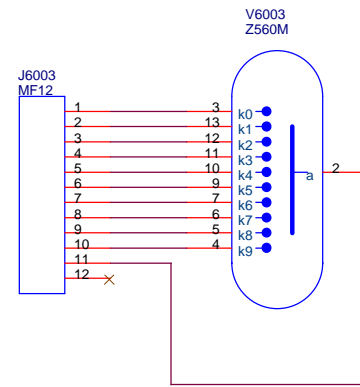 V6003
Z560M
J6003
MF12
1 3 k0
2 13 k1
3 12 k2
4 11 k3
5 10 k4 a 2
6 9 k5
7 7 k6
8 6 k7
9 5 k8
10 4 k9
11
12